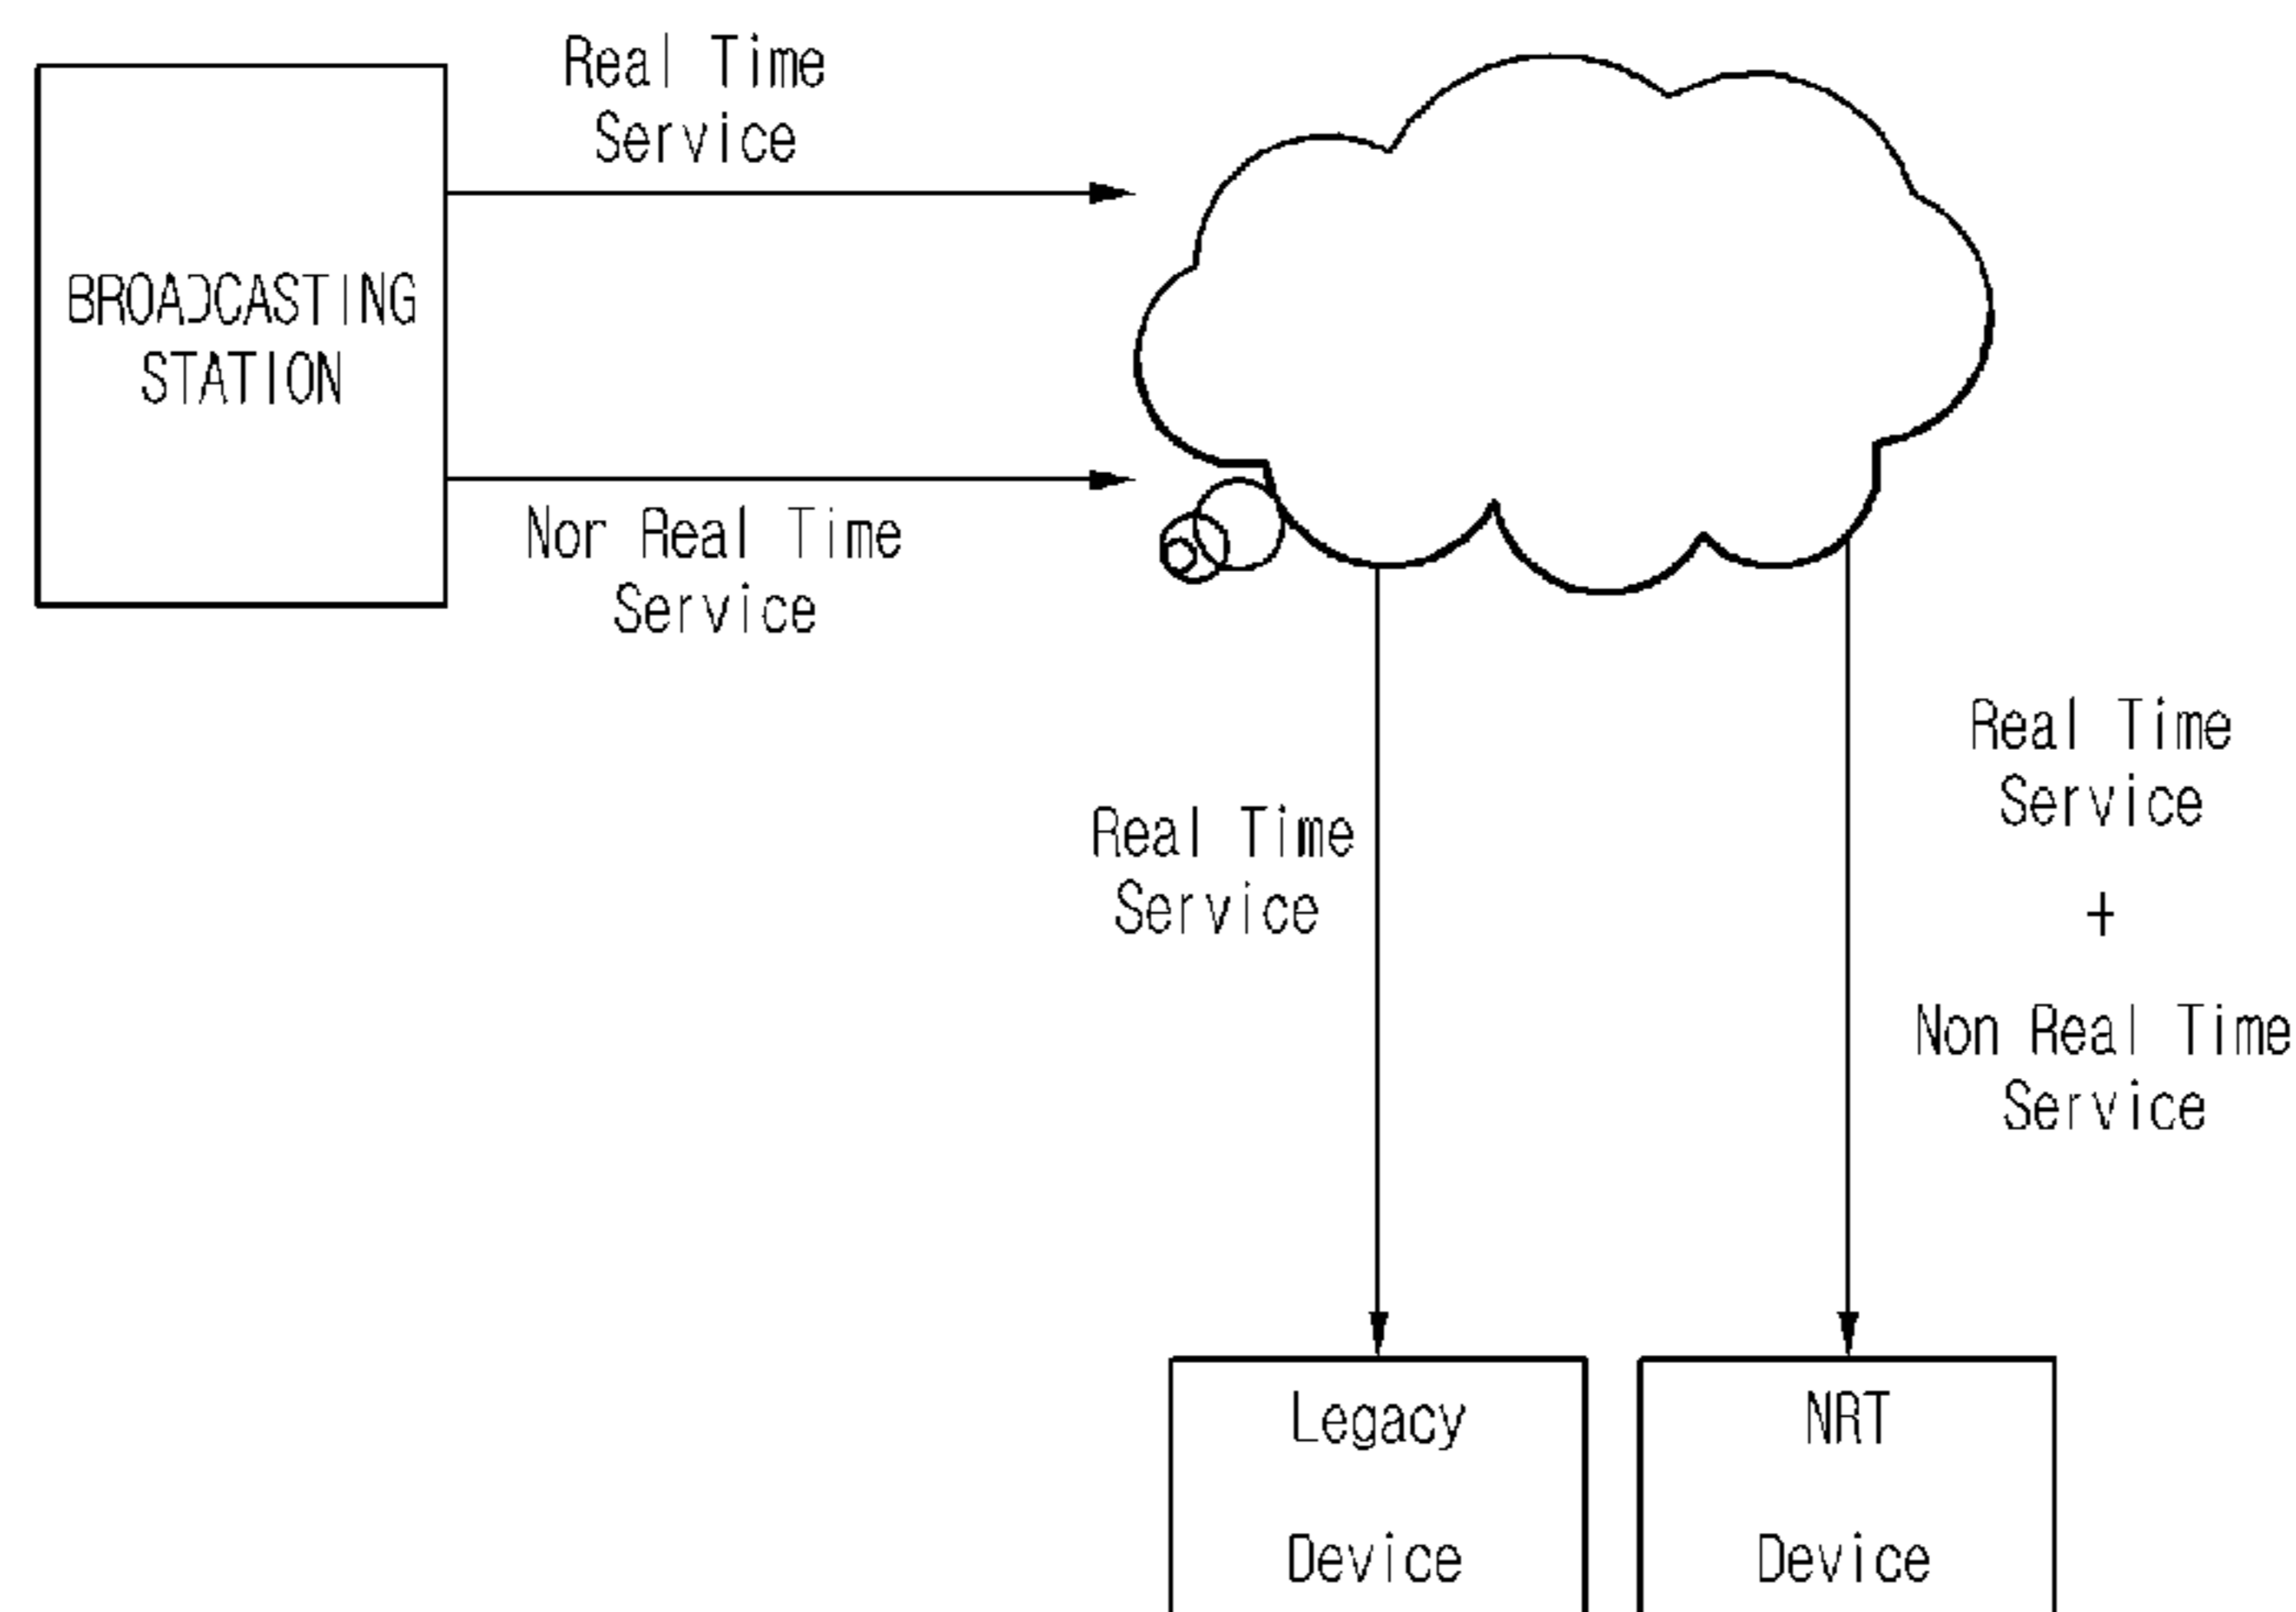 Real Time
Service
BROADCASTING
STATION
Nor Real Time
Service
Real Time
Service
Real Time
Service
+
Non Real Time
Service
Legacy
Device
NRT
Device